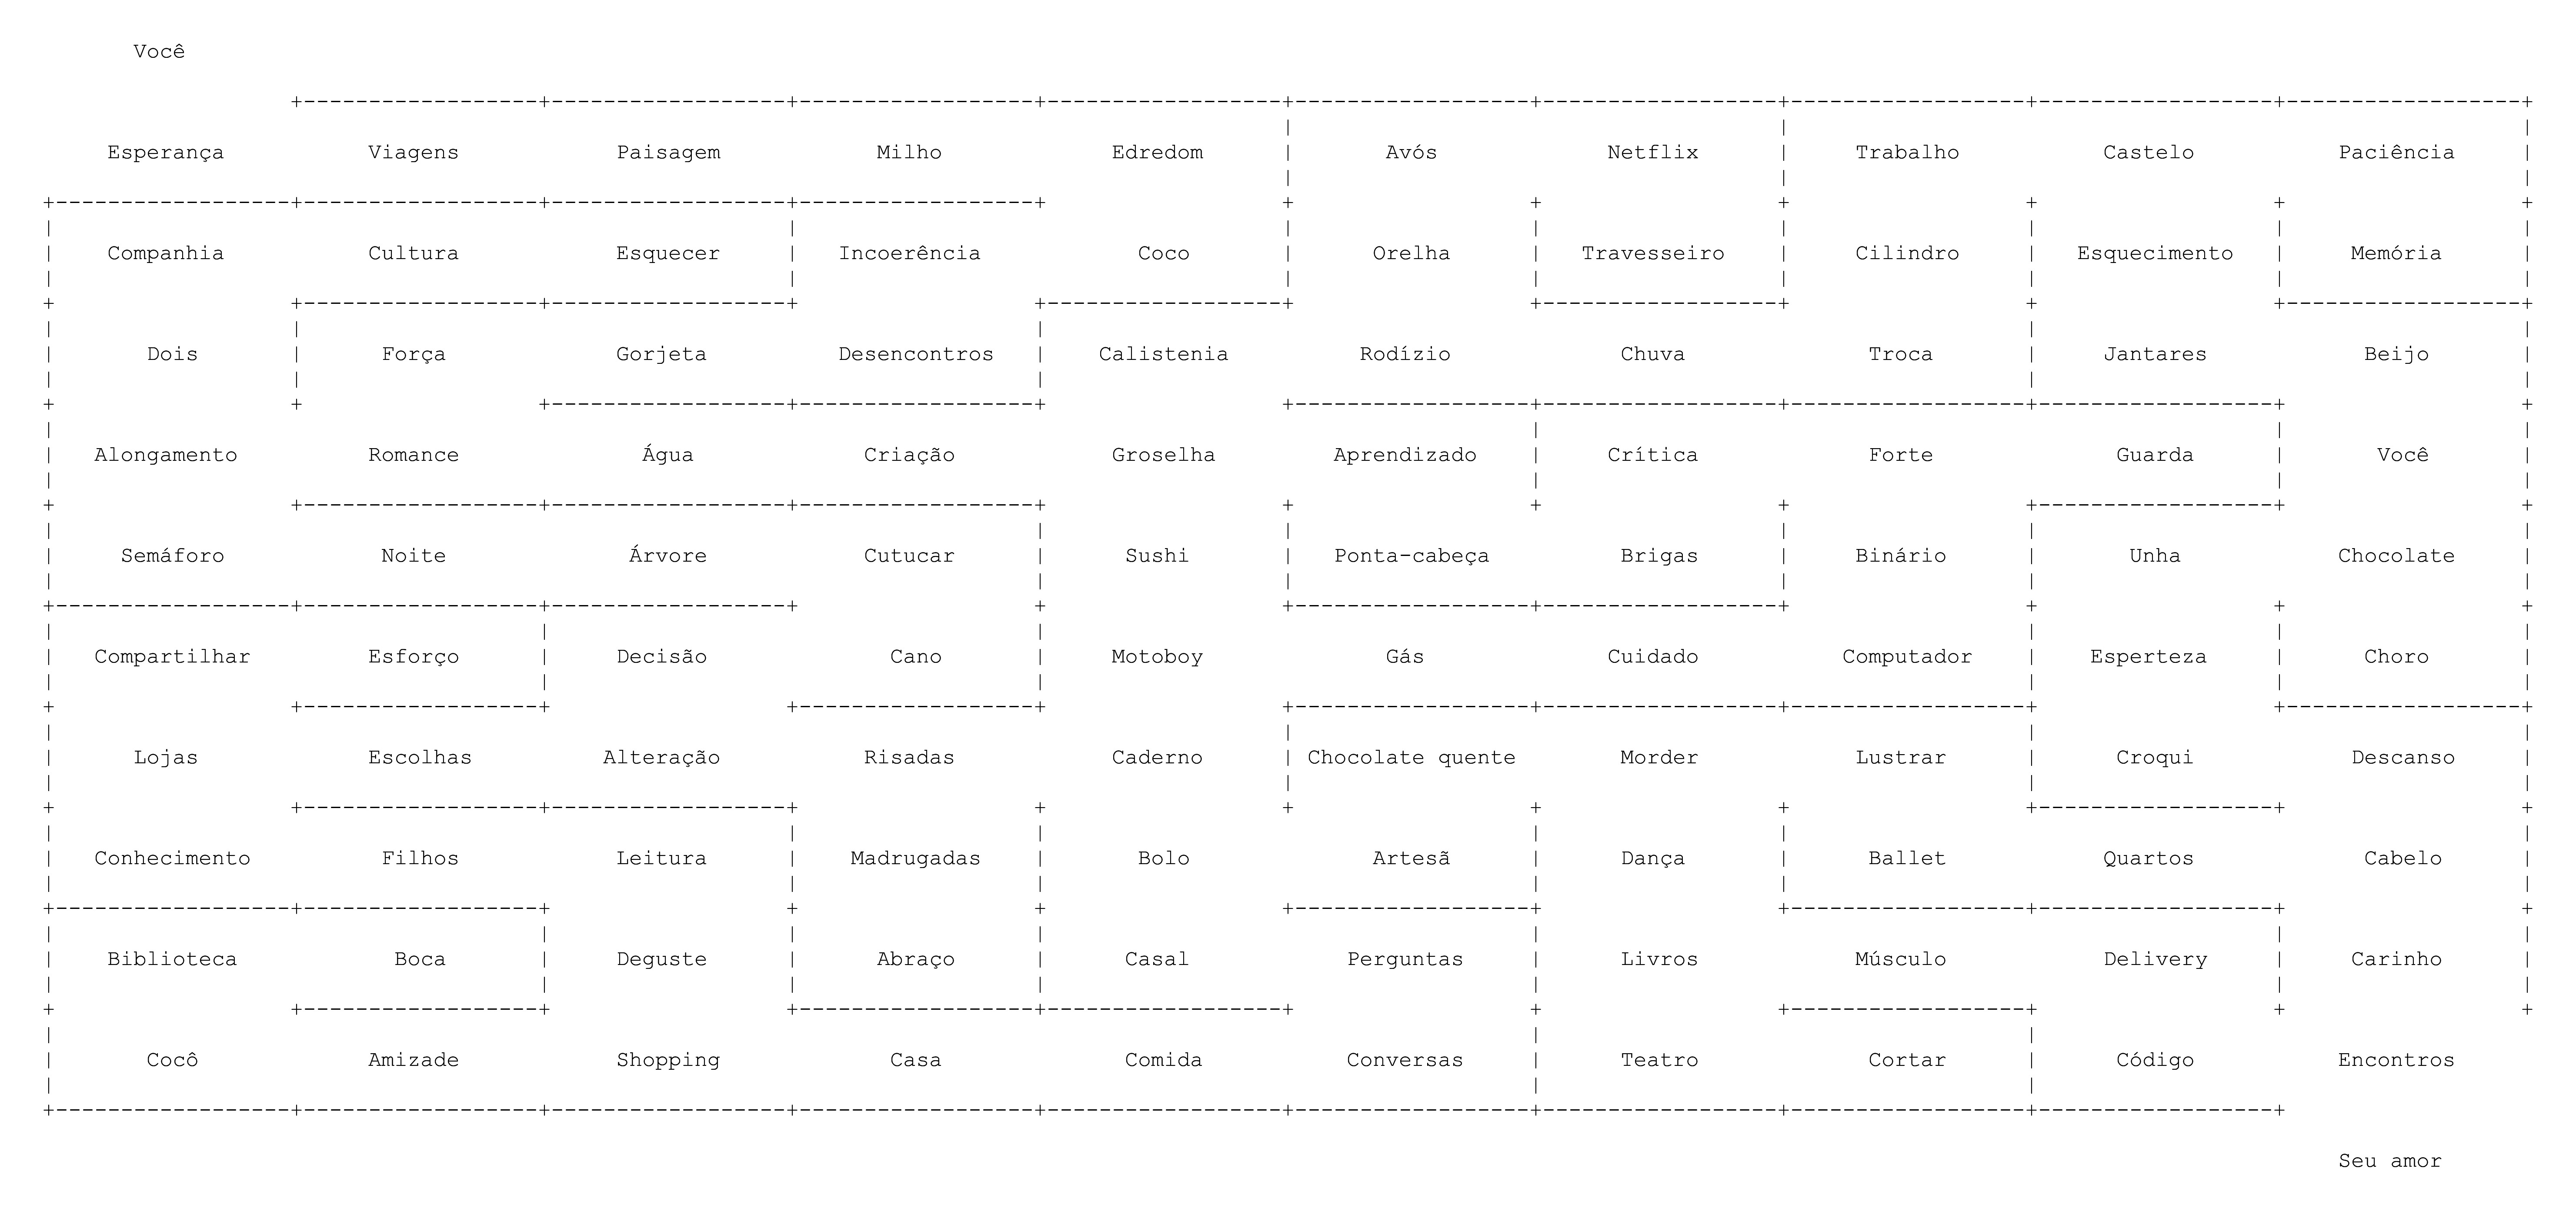 Você
Esperança Viagens Paisagem Milho Edredom Avós Netflix Trabalho Castelo Paciência
Companhia Cultura Esquecer Incoerência Coco Orelha Travesseiro Cilindro Esquecimento Memória
Dois Força Gorjeta Desencontros Calistenia Rodízio Chuva Troca Jantares Beijo
Alongamento Romance Água Criação Groselha Aprendizado Crítica Forte Guarda Você
Semáforo Noite Árvore Cutucar Sushi Ponta-cabeça Brigas Binário Unha Chocolate
Compartilhar Esforço Decisão Cano Motoboy Gás Cuidado Computador Esperteza Choro
Lojas Escolhas Alteração Risadas Caderno Chocolate quente Morder Lustrar Croqui Descanso
Conhecimento Filhos Leitura Madrugadas Bolo Artesã Dança Ballet Quartos Cabelo
Biblioteca Boca Deguste Abraço Casal Perguntas Livros Músculo Delivery Carinho
Cocô Amizade Shopping Casa Comida Conversas Teatro Cortar Código Encontros
Seu amor